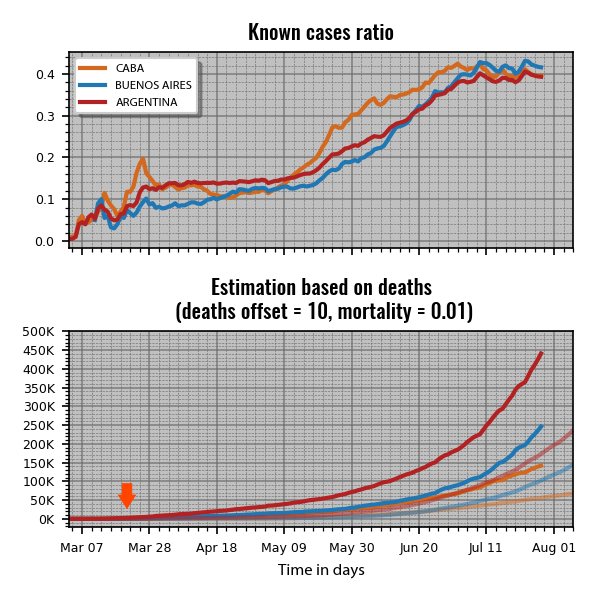 Known cases ratio
0.4
0.3
0.2
0.1
0.0
CABA
BUENOS AIRES
ARGENTINA
Estimation based on deaths
(deaths offset = 10, mortality = 0.01)
500K
450K
400K
350K
300K
250K
200K
150K
100K
50K
0K
Mar 07 Mar 28 Apr 18 May 09 May 30 Jun 20 Jul 11 Aug 01
Time in days